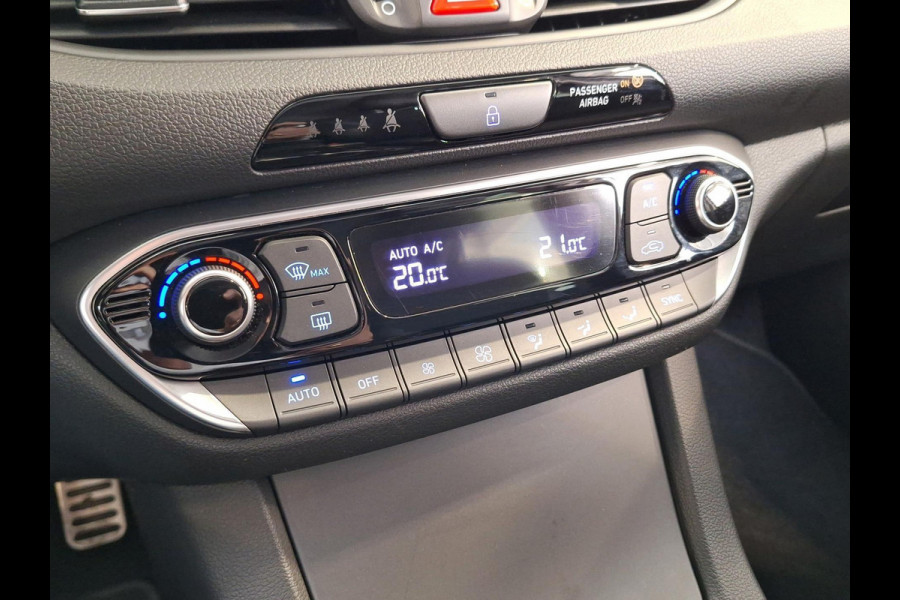 PASSENGER ON
AIRBAG OFF
A/C
MAX
AUTO A/C
20.0°C 21.0°C
AUTO
OFF
SYNC